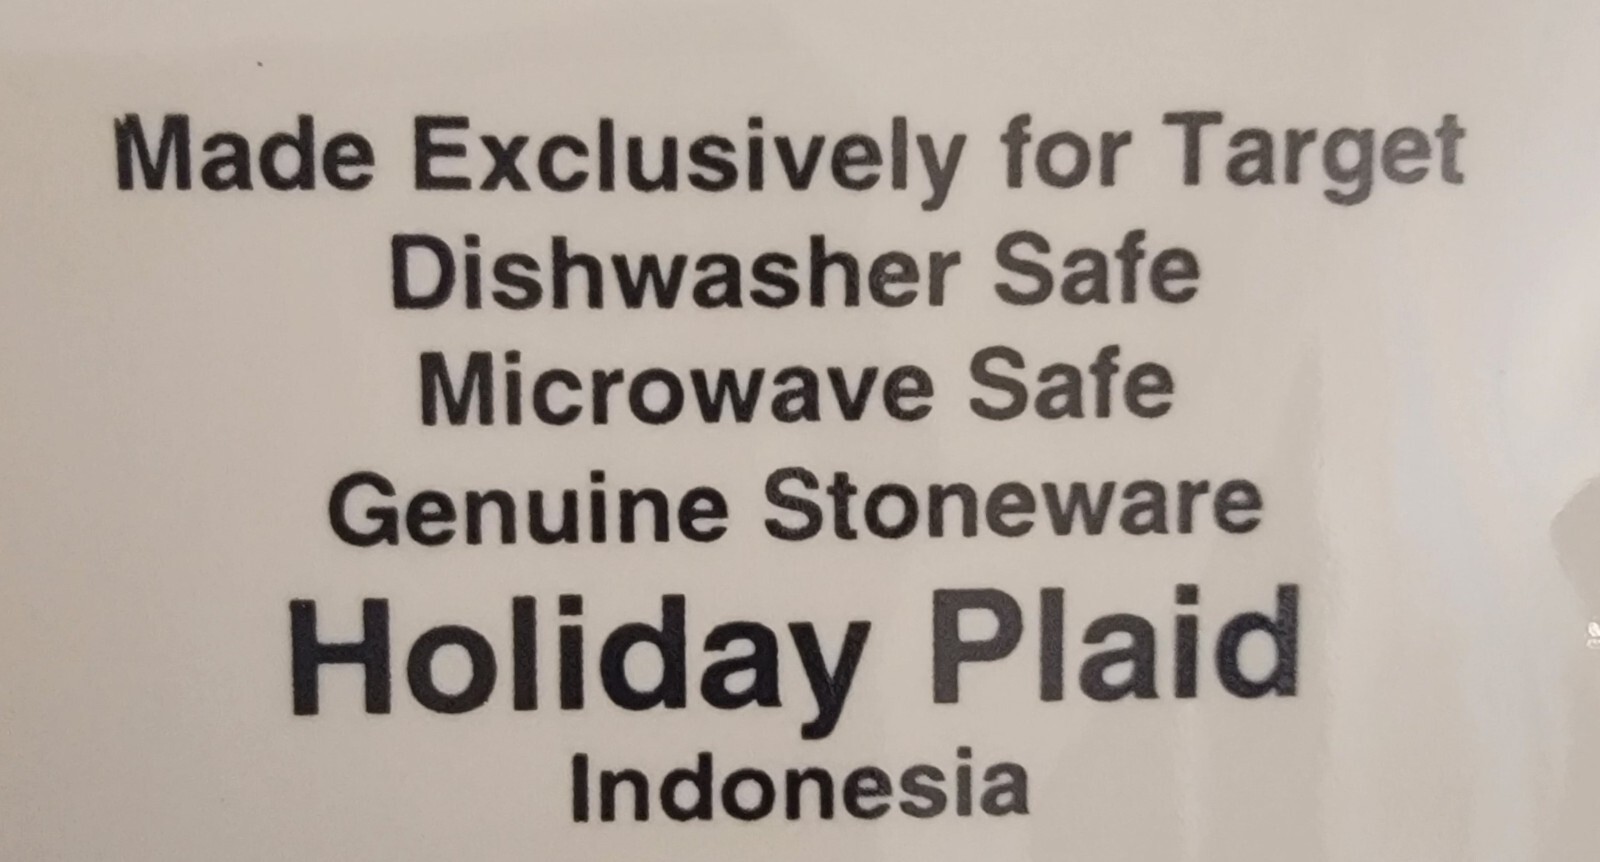 Made Exclusively for Target
Dishwasher Safe
Microwave Safe
Genuine Stoneware
Holiday Plaid
Indonesia